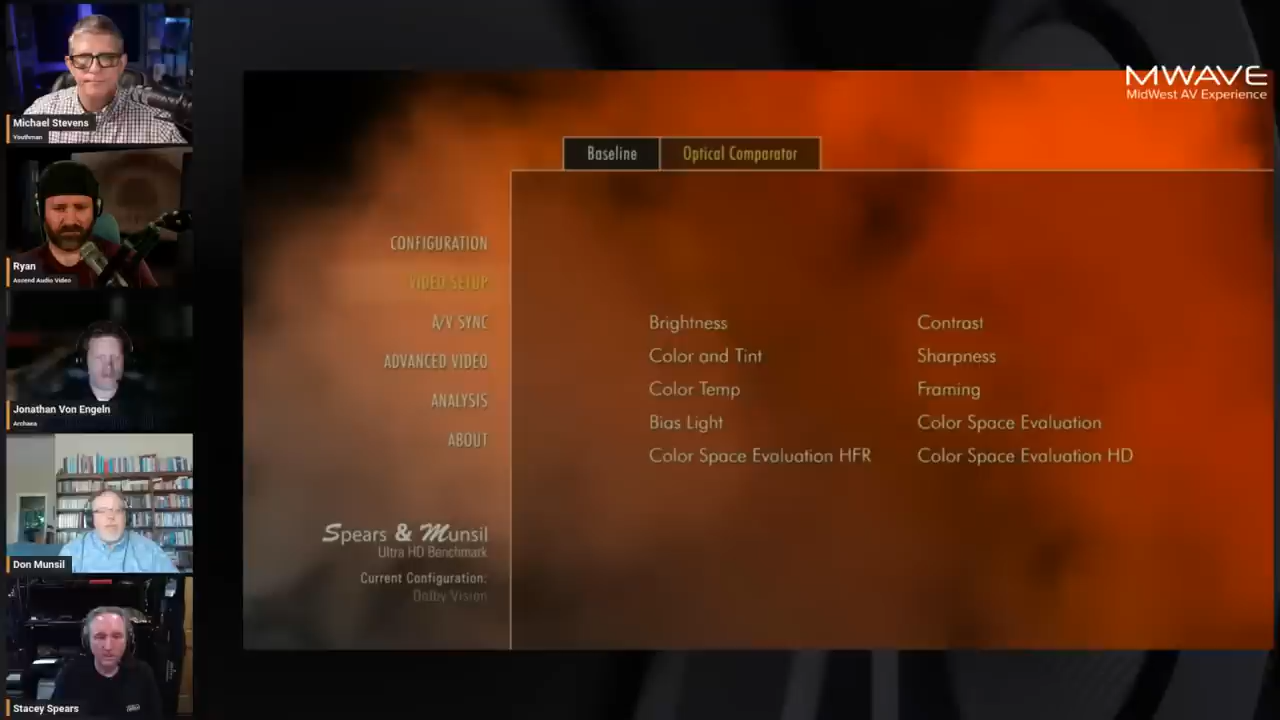 Michael Stevens
Youthman
Ryan
Ascend Audio Video
Jonathan Von Engeln
Archaea
Don Munsil
Stacey Spears
MWAVE
MidWest AV Experience
Baseline
Optical Comparator
CONFIGURATION
VIDEO SETUP
A/V SYNC
ADVANCED VIDEO
ANALYSIS
ABOUT
Brightness
Contrast
Color and Tint
Sharpness
Color Temp
Framing
Bias Light
Color Space Evaluation
Color Space Evaluation HFR
Color Space Evaluation HD
Spears & Munsil
Ultra HD Benchmark
Current Configuration:
Dolby Vision